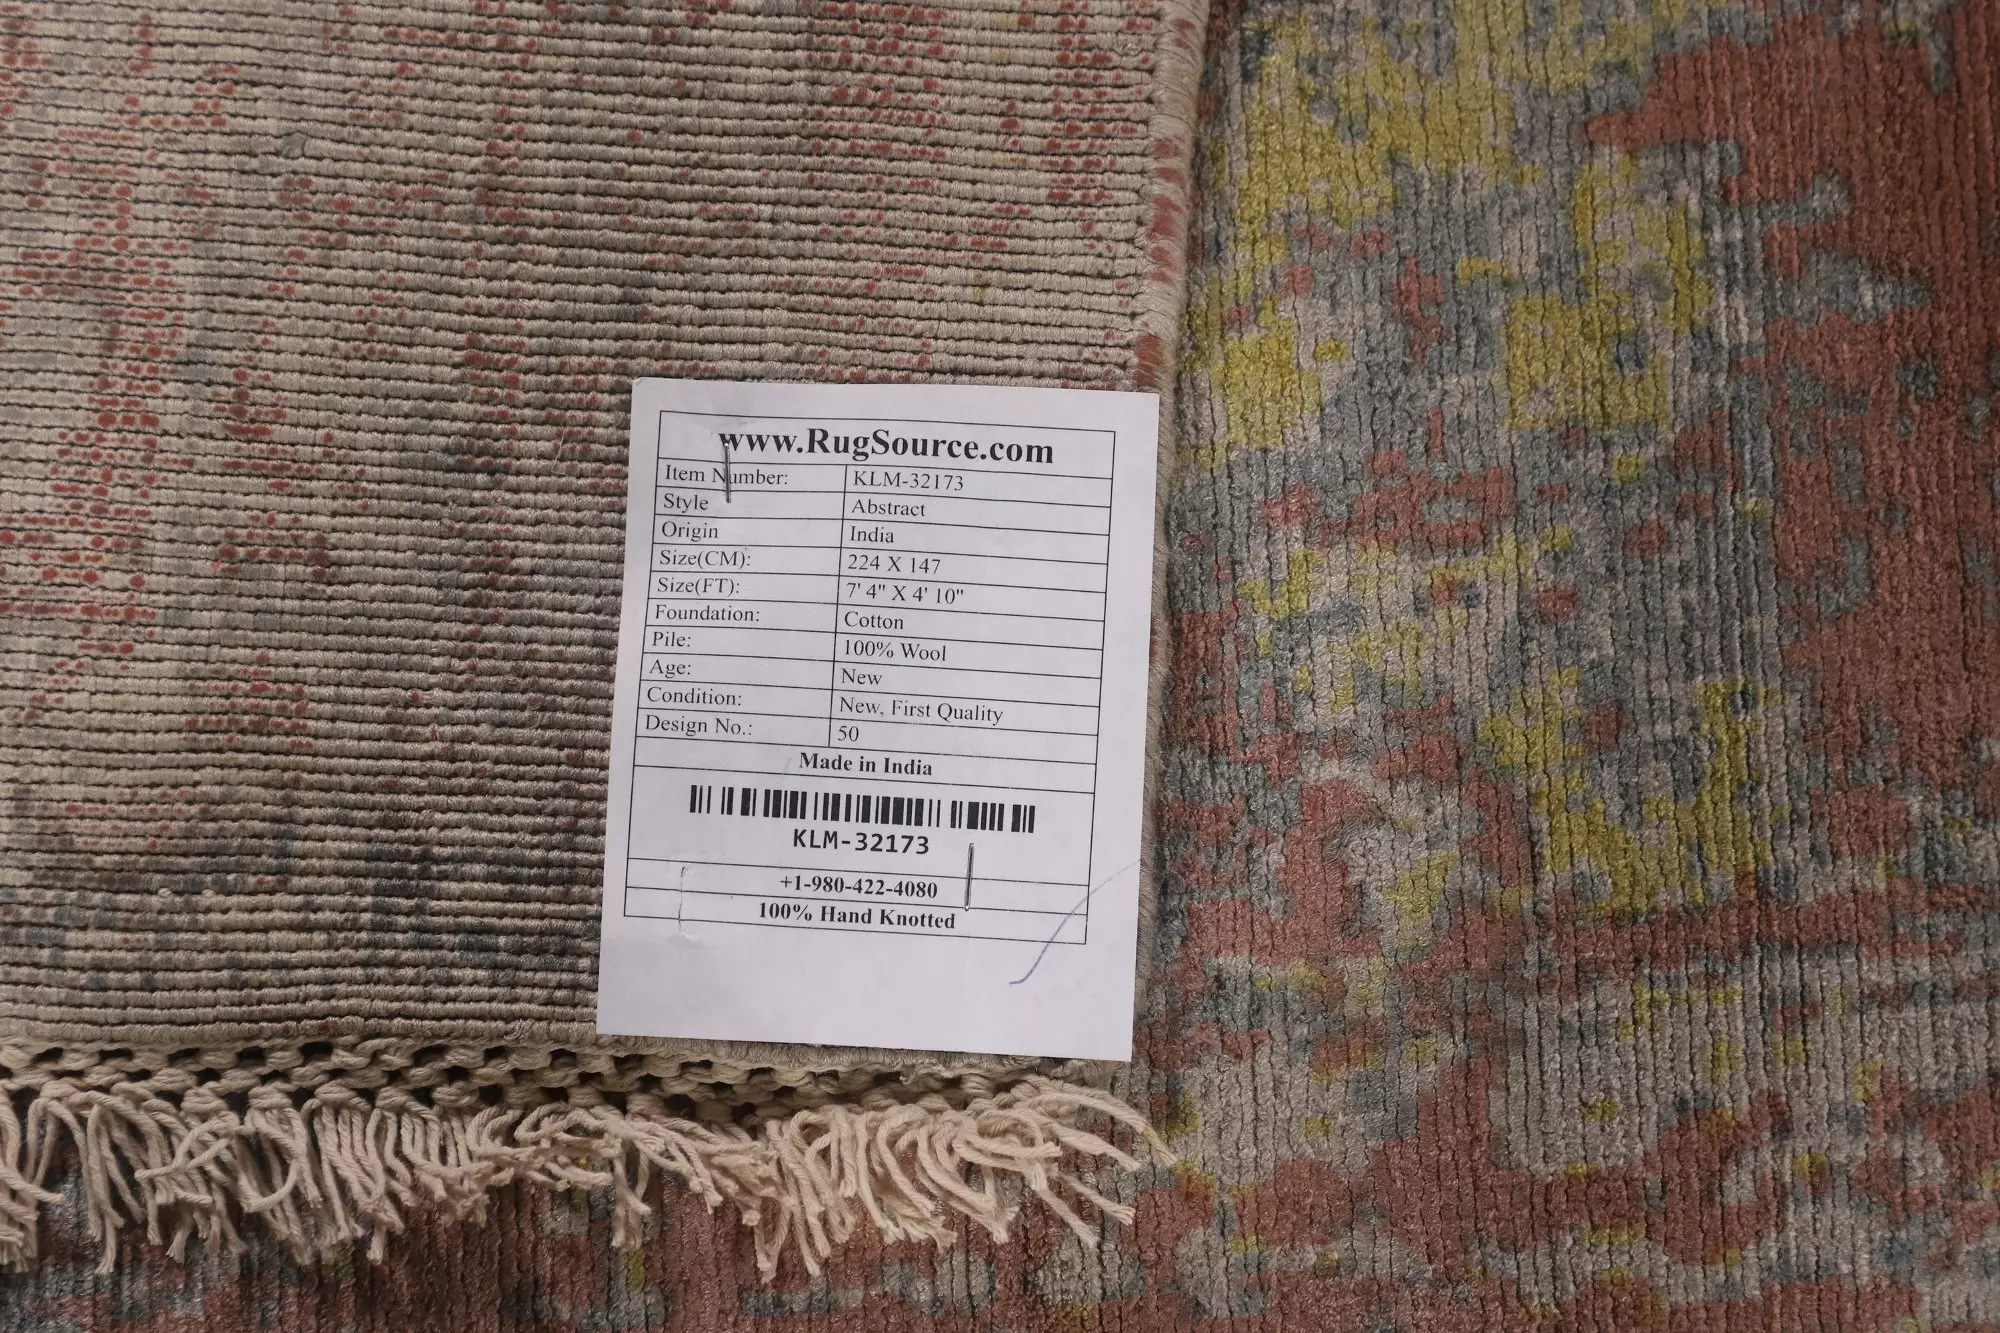 www.RugSource.com
Item Number: KLM-32173
Style Abstract
Origin India
Size(CM): 224 X 147
Size(FT): 7' 4" X 4' 10"
Foundation: Cotton
Pile: 100% Wool
Age: New
Condition: New, First Quality
Design No.: 50
Made in India
KLM-32173
+1-980-422-4080
100% Hand Knotted